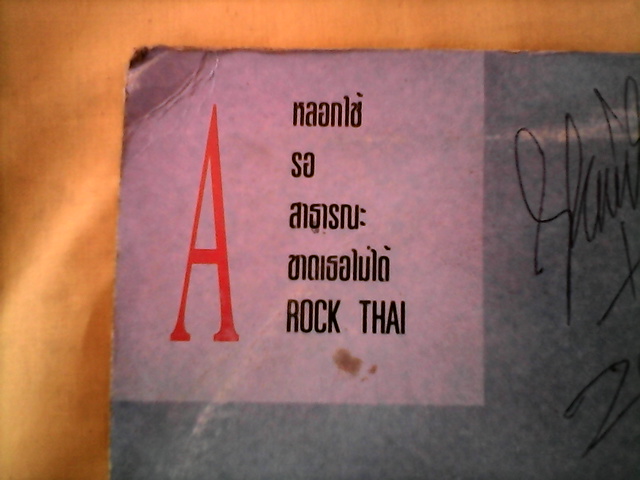 A
หลอกใช้
รอ
สาธารณะ
ขาดเธอไม่ได้
ROCK THAI